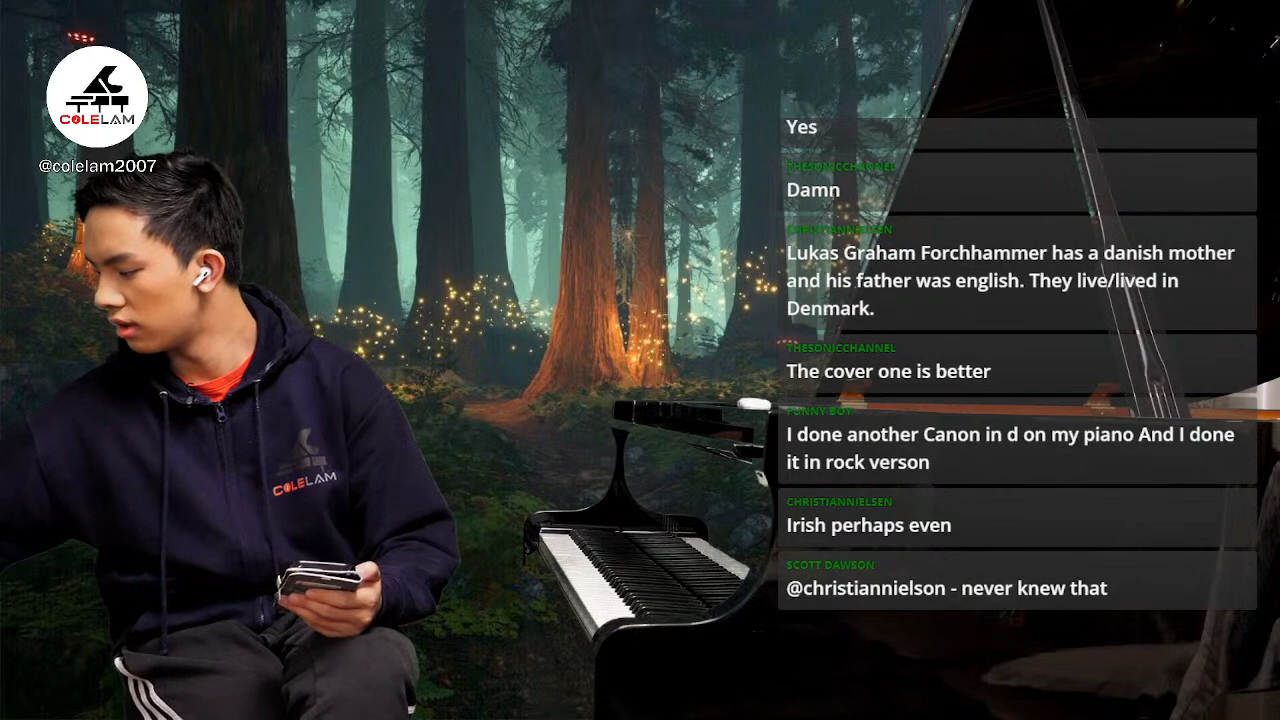 COLELAM
@colelam2007
COLELAM
Yes
THESONICCHANNEL
Damn
CHRISTIANNIELSEN
Lukas Graham Forchhammer has a danish mother
and his father was english. They live/lived in
Denmark.
THESONICCHANNEL
The cover one is better
FUNNY BOY
I done another Canon in d on my piano And I done
it in rock verson
CHRISTIANNIELSEN
Irish perhaps even
SCOTT DAWSON
@christiannielson - never knew that